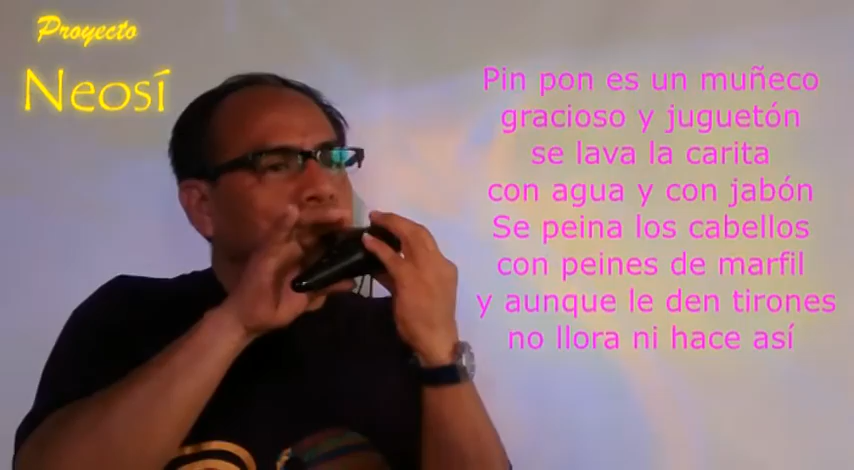 Proyecto
Neosí
Pin pon es un muñeco
gracioso y juguetón
se lava la carita
con agua y con jabón
Se peina los cabellos
con peines de marfil
y aunque le den tirones
no llora ni hace así